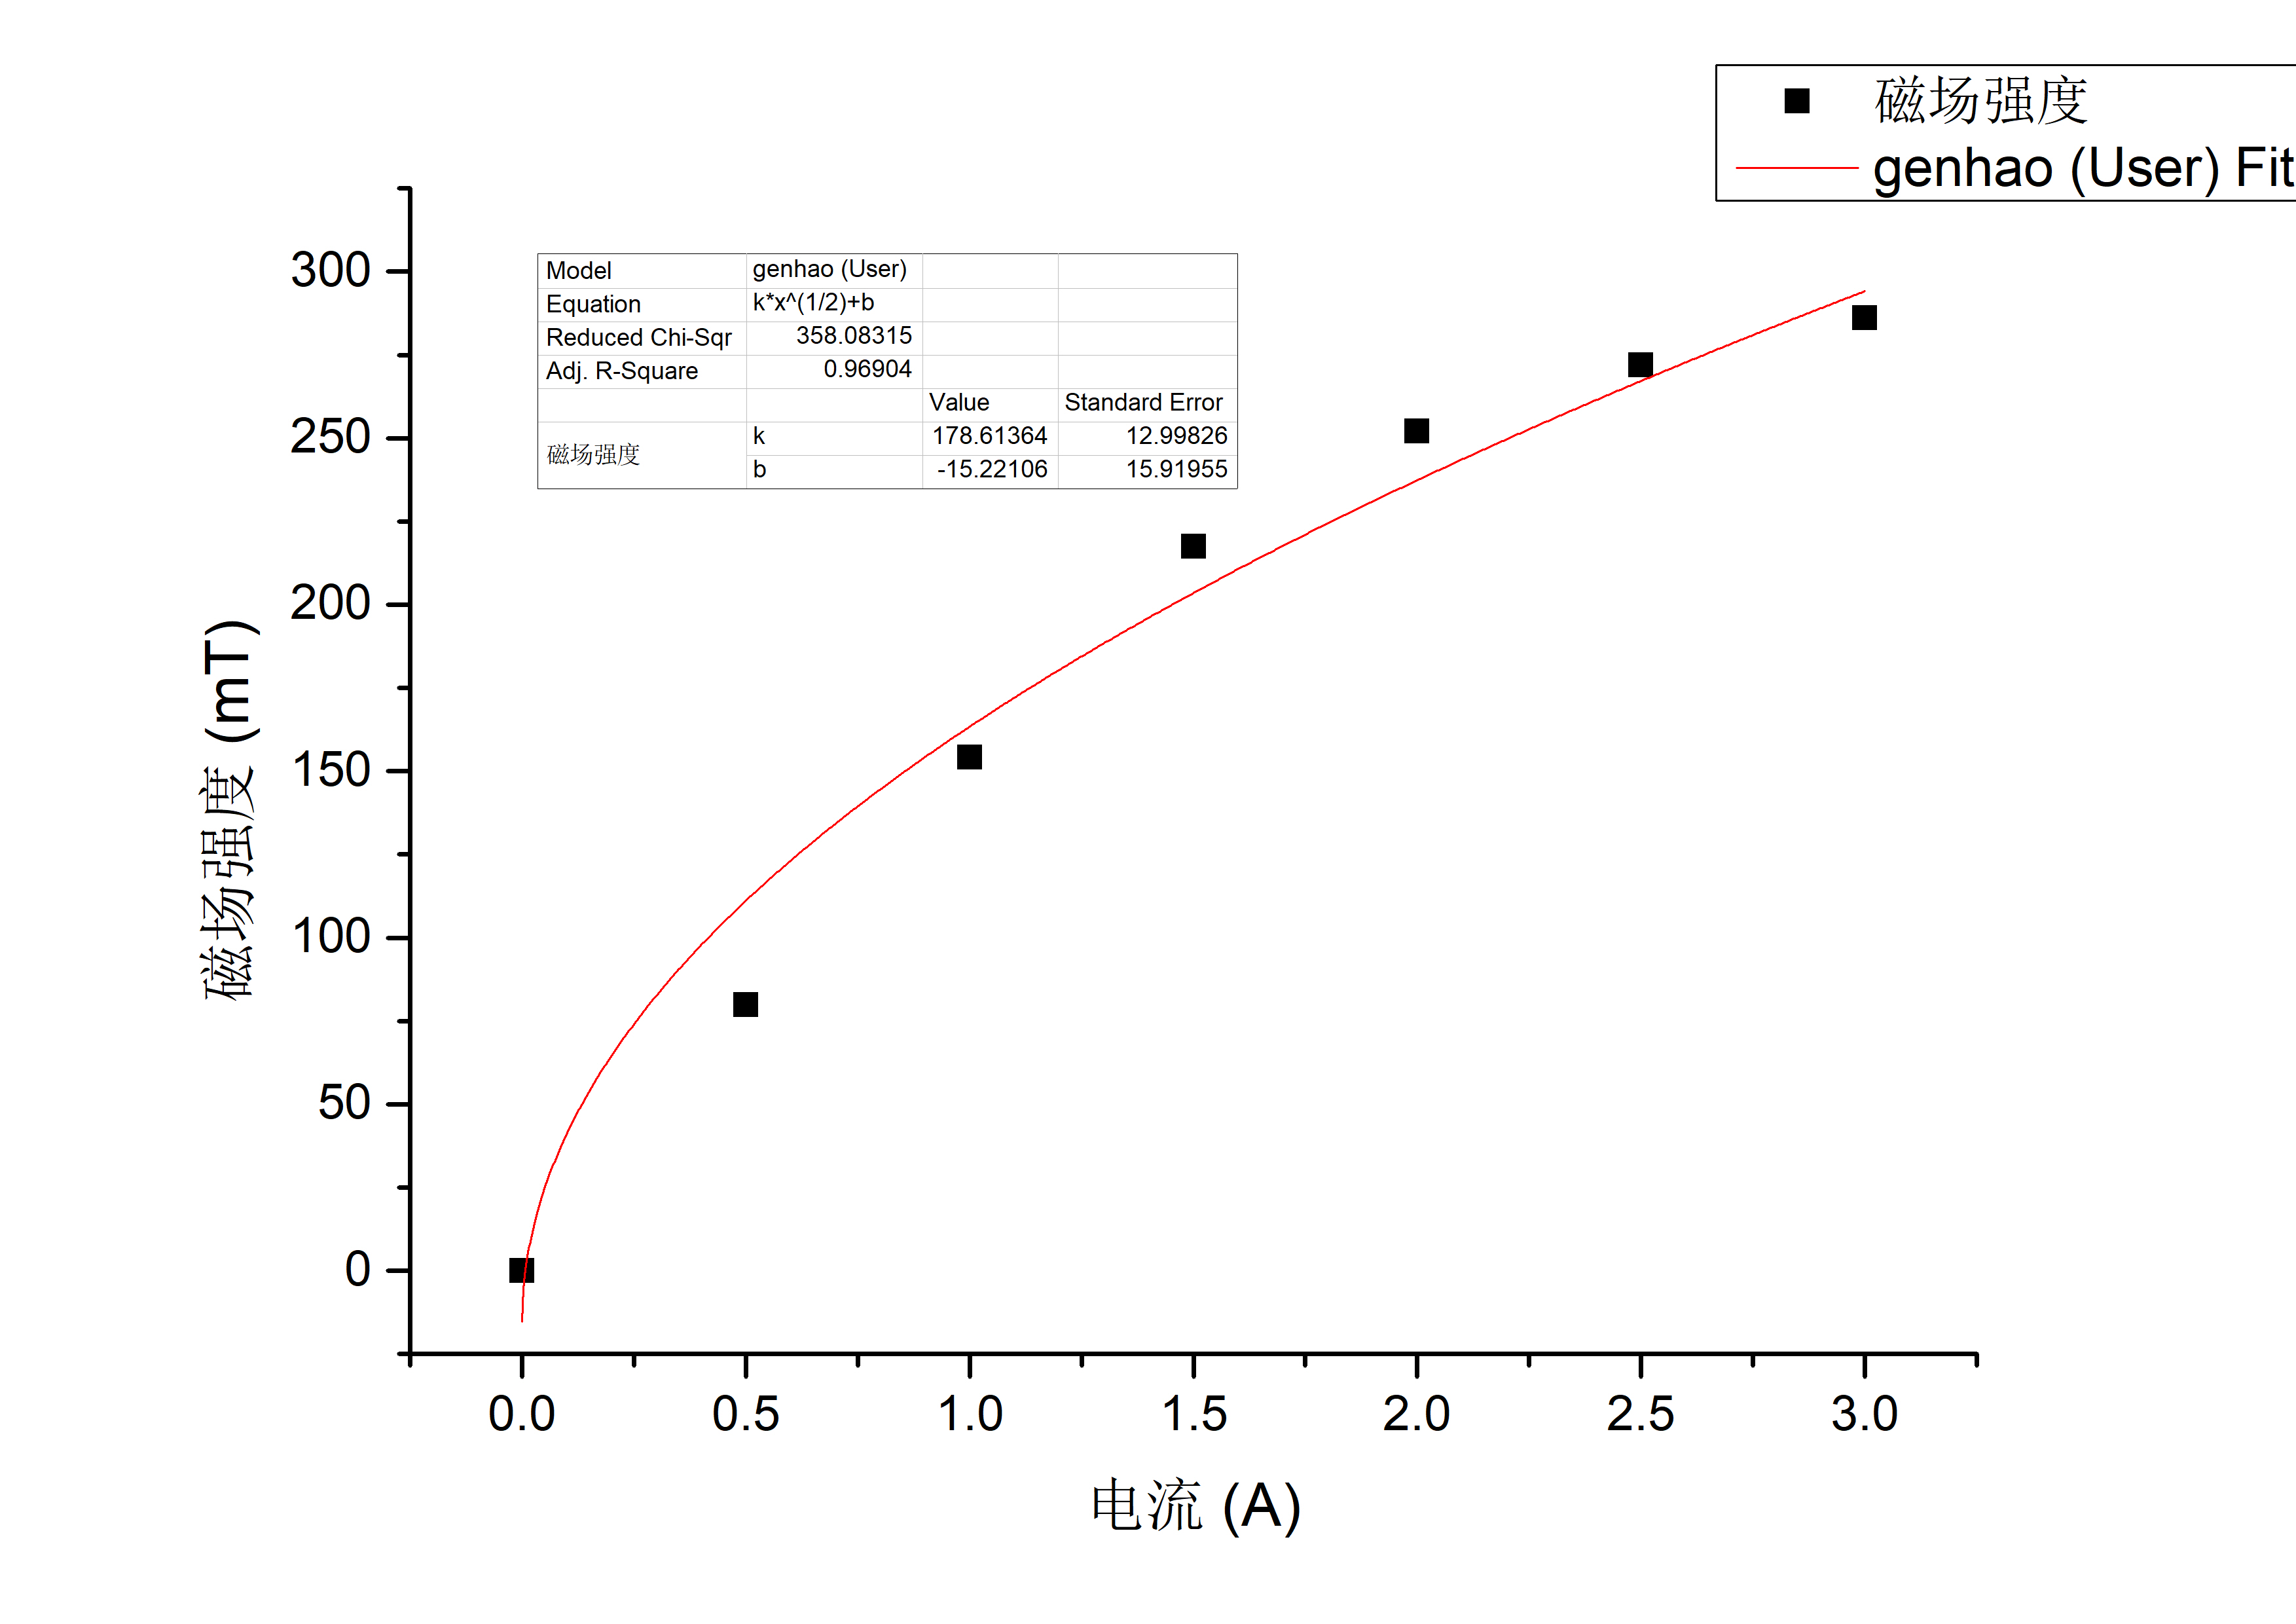 磁场强度
genhao (User) Fit
Model genhao (User)
Equation k*x^(1/2)+b
Reduced Chi-Sqr 358.08315
Adj. R-Square 0.96904
Value Standard Error
磁场强度 k 178.61364 12.99826
b -15.22106 15.91955
300
250
200
150
100
50
0
磁场强度 (mT)
0.0 0.5 1.0 1.5 2.0 2.5 3.0
电流 (A)